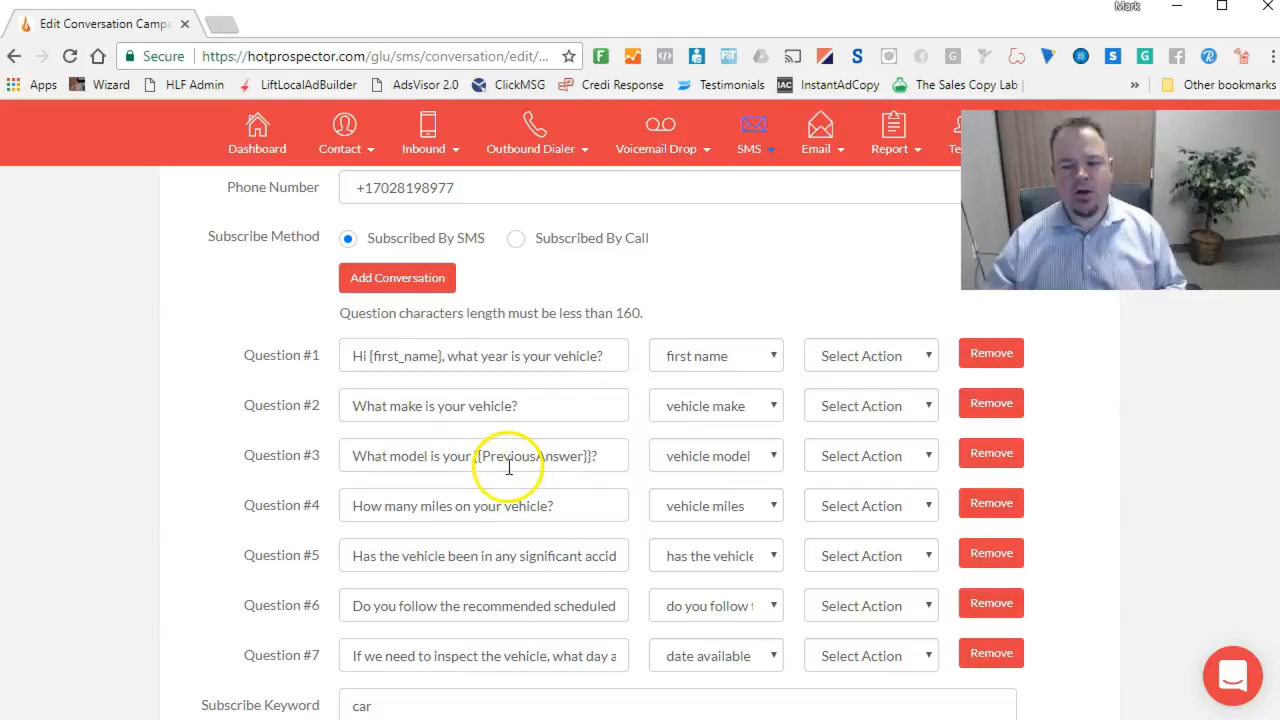 Mark
Edit Conversation Campa
Secure
https://hotprospector.com/glu/sms/conversation/edit/...
Apps
Wizard
HLF Admin
LiftLocalAdBuilder
AdsVisor 2.0
ClickMSG
Credi Response
Testimonials
IAC
InstantAdCopy
The Sales Copy Lab
»
Other bookmarks
Dashboard
Contact
Inbound
Outbound Dialer
Voicemail Drop
SMS
Email
Report
Te
Phone Number
+17028198977
Subscribe Method
Subscribed By SMS
Subscribed By Call
Add Conversation
Question characters length must be less than 160.
Question #1
Hi {first_name}, what year is your vehicle?
first name
Select Action
Remove
Question #2
What make is your vehicle?
vehicle make
Select Action
Remove
Question #3
What model is your {{PreviousAnswer}}?
vehicle model
Select Action
Remove
Question #4
How many miles on your vehicle?
vehicle miles
Select Action
Remove
Question #5
Has the vehicle been in any significant accid
has the vehicle
Select Action
Remove
Question #6
Do you follow the recommended scheduled
do you follow t
Select Action
Remove
Question #7
If we need to inspect the vehicle, what day a
date available
Select Action
Remove
Subscribe Keyword
car